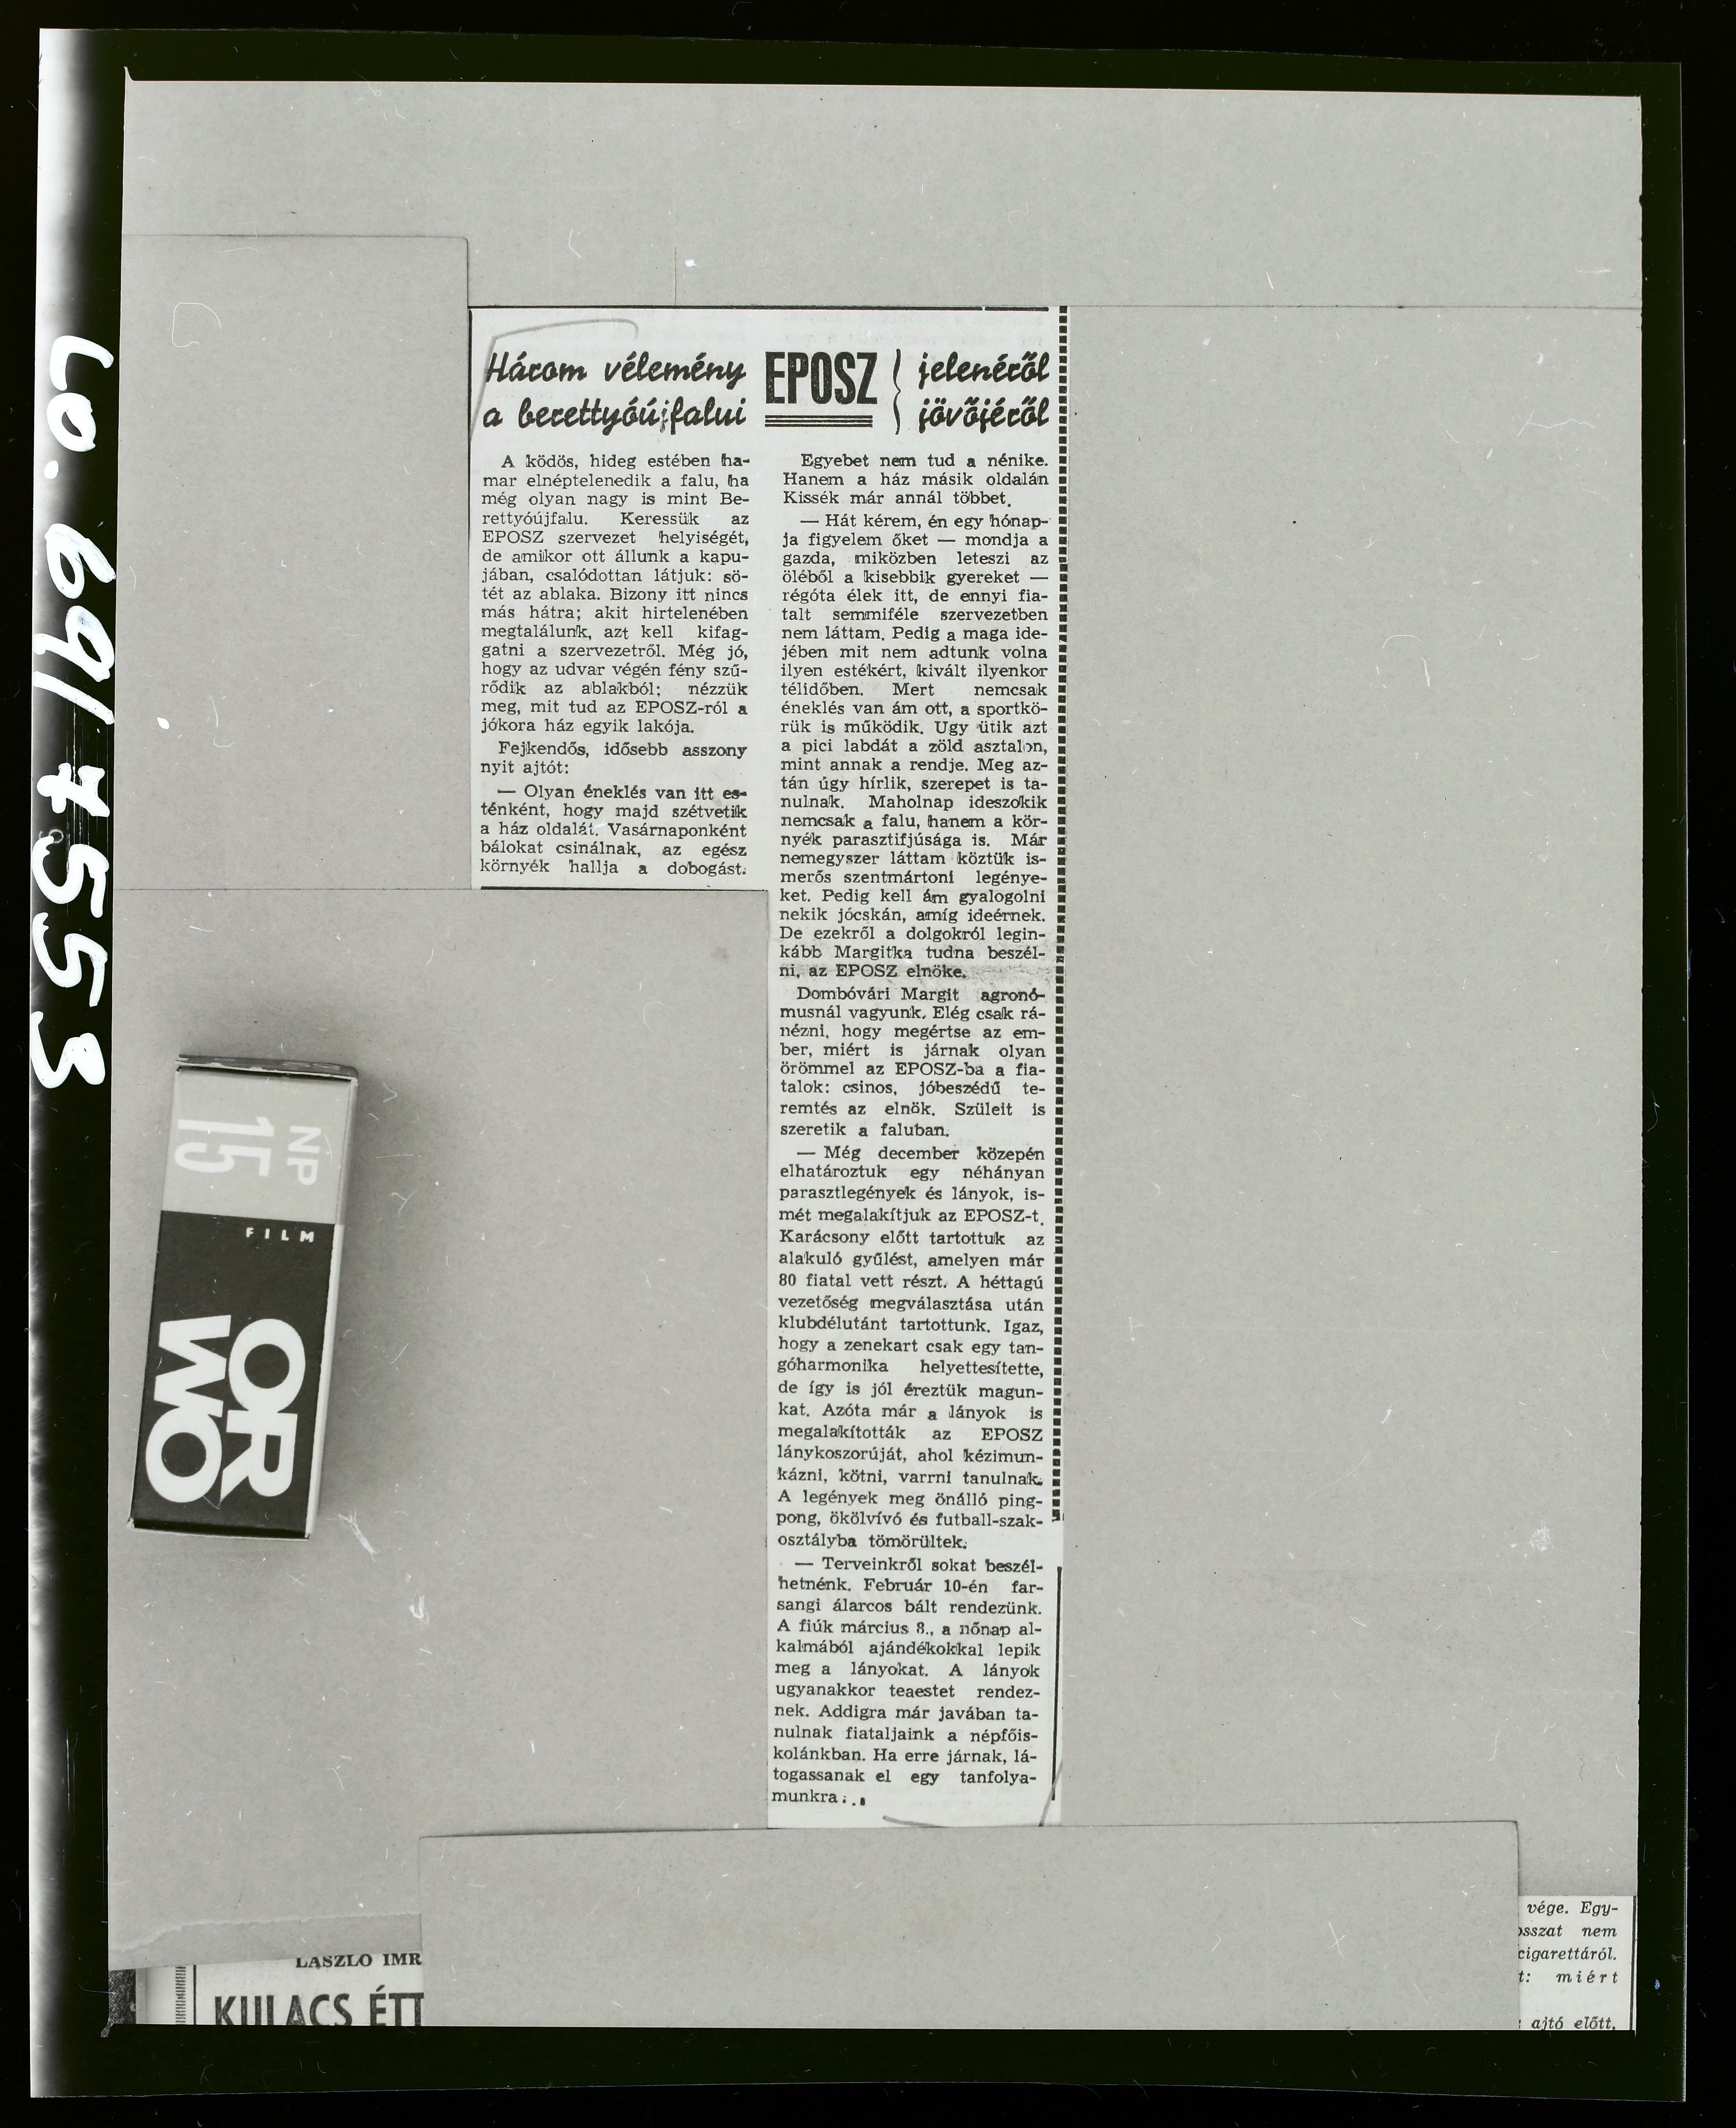 Lo. 69/7553
Három vélemény EPOSZ jelenéről
a berettyóújfalui jövőjéről
A ködös, hideg estében ha-
mar elnéptelenedik a falu, ha
még olyan nagy is mint Be-
rettyóújfalu. Keressük az
EPOSZ szervezet helyiségét,
de amikor ott állunk a kapu-
jában, csalódottan látjuk: sö-
tét az ablaka. Bizony itt nincs
más hátra; akit hirtelenében
megtalálunk, azt kell kifag-
gatni a szervezetről. Még jó,
hogy az udvar végén fény szű-
rődik az ablakból; nézzük
meg, mit tud az EPOSZ-ról a
jókora ház egyik lakója.
Fejkendős, idősebb asszony
nyit ajtót:
— Olyan éneklés van itt es-
ténként, hogy majd szétvetik
a ház oldalát. Vasárnaponként
bálokat csinálnak, az egész
környék hallja a dobogást.
Egyebet nem tud a nénike.
Hanem a ház másik oldalán
Kissék már annál többet.
— Hát kérem, én egy hónap-
ja figyelem őket — mondja a
gazda, miközben leteszi az
öléből a kisebbik gyereket —
régóta élek itt, de ennyi fia-
talt semmiféle szervezetben
nem láttam. Pedig a maga ide-
jében mit nem adtunk volna
ilyen estékért, kivált ilyenkor
télidőben. Mert nemcsak
éneklés van ám ott, a sportkö-
rük is működik. Ugy ütik azt
a pici labdát a zöld asztalon,
mint annak a rendje. Meg az-
tán úgy hírlik, szerepet is ta-
nulnak. Maholnap ideszokik
nemcsak a falu, hanem a kör-
nyék parasztifjúsága is. Már
nemegyszer láttam köztük is-
merős szentmártoni legénye-
ket. Pedig kell ám gyalogolni
nekik jócskán, amíg ideérnek.
De ezekről a dolgokról legin-
kább Margitka tudna beszél-
ni, az EPOSZ elnöke.
Dombóvári Margit agronó-
musnál vagyunk. Elég csak rá-
nézni, hogy megértse az em-
ber, miért is járnak olyan
örömmel az EPOSZ-ba a fia-
talok: csinos, jóbeszédű te-
remtés az elnök. Szüleit is
szeretik a faluban.
— Még december közepén
elhatároztuk egy néhányan
parasztlegények és lányok, is-
mét megalakítjuk az EPOSZ-t.
Karácsony előtt tartottuk az
alakuló gyűlést, amelyen már
80 fiatal vett részt. A héttagú
vezetőség megválasztása után
klubdélutánt tartottunk. Igaz,
hogy a zenekart csak egy tan-
góharmonika helyettesítette,
de így is jól éreztük magun-
kat. Azóta már a lányok is
megalakították az EPOSZ
lánykoszorúját, ahol kézimun-
kázni, kötni, varrni tanulnak.
A legények meg önálló ping-
pong, ökölvívó és futball-szak-
osztályba tömörültek.
— Terveinkről sokat beszél-
hetnénk. Február 10-én far-
sangi álarcos bált rendezünk.
A fiúk március 8., a nőnap al-
kalmából ajándékokkal lepik
meg a lányokat. A lányok
ugyanakkor teaestet rendez-
nek. Addigra már javában ta-
nulnak fiataljaink a népfőis-
kolánkban. Ha erre járnak, lá-
togassanak el egy tanfolya-
munkra...
NP
15
FILM
OR
WO
LASZLO IMR
KULACS ÉTT
vége. Egy-
osszat nem
cigarettáról.
t: miért
ajtó előtt,